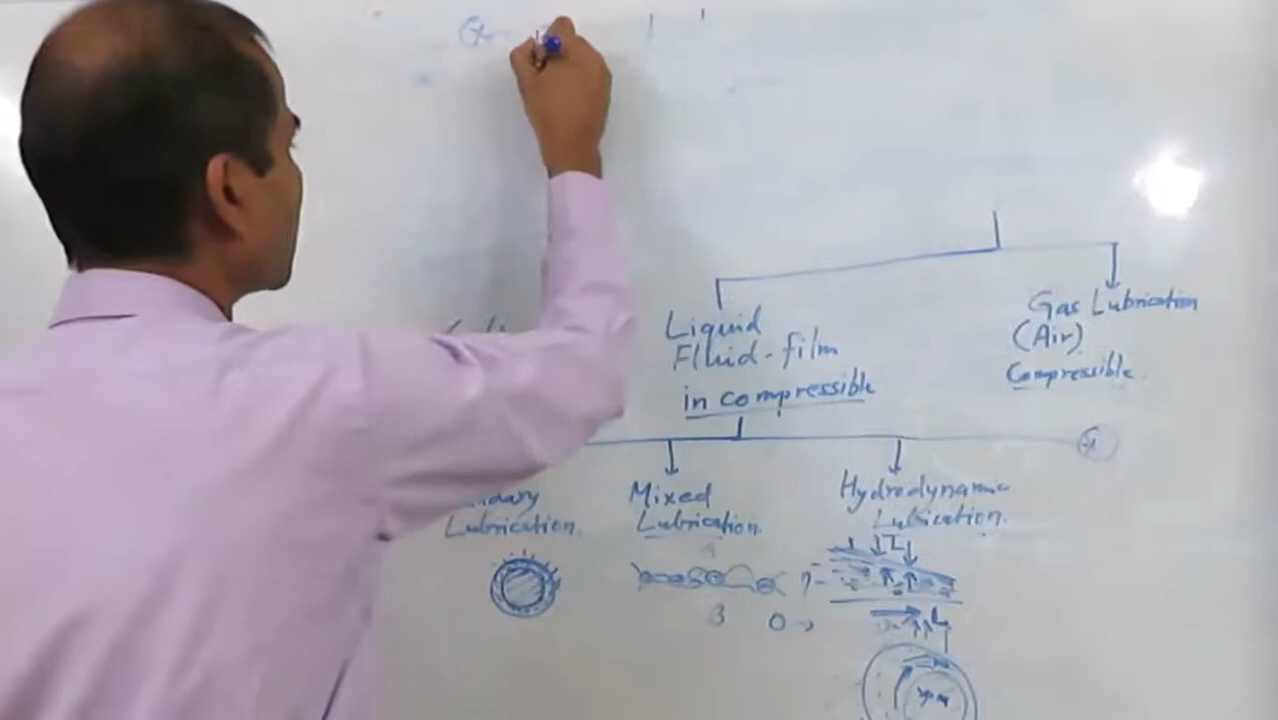 Liquid
Fluid-film
in compressible
Gas Lubrication
(Air)
Compressible
Lubrication
Mixed
Lubrication
Hydrodynamic
Lubrication